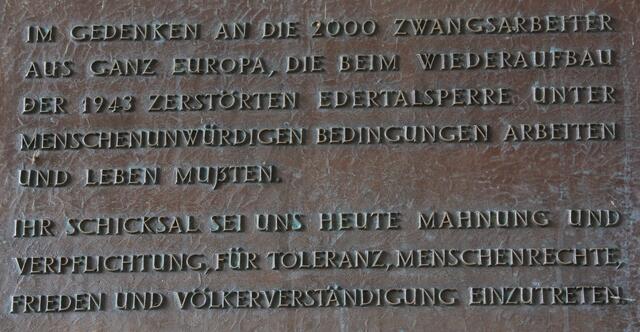 IM GEDENKEN AN DIE 2000 ZWANGSARBEITER
AUS GANZ EUROPA, DIE BEIM WIEDERAUFBAU
DER 1943 ZERSTÖRTEN EDERTALSPERRE UNTER
MENSCHENUNWÜRDIGEN BEDINGUNGEN ARBEITEN
UND LEBEN MUßTEN.
IHR SCHICKSAL SEI UNS HEUTE MAHNUNG UND
VERPFLICHTUNG, FÜR TOLERANZ, MENSCHENRECHTE,
FRIEDEN UND VÖLKERVERSTÄNDIGUNG EINZUTRETEN.